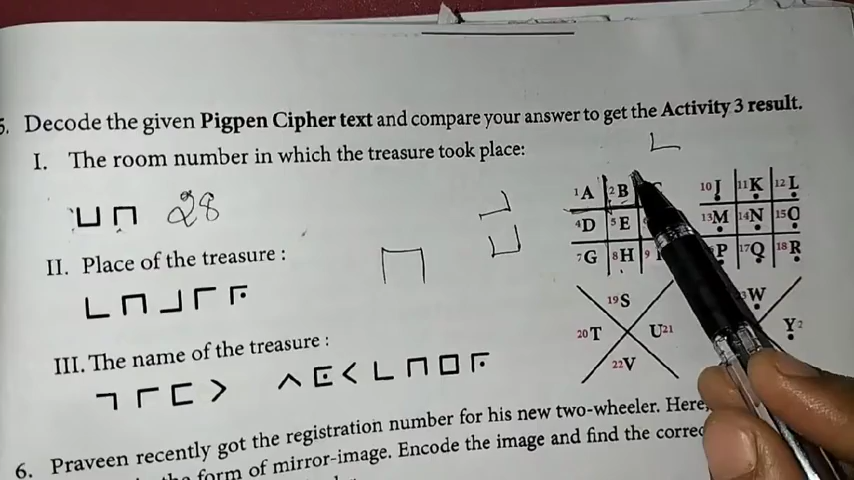 5. Decode the given Pigpen Cipher text and compare your answer to get the Activity 3 result.
I. The room number in which the treasure took place:
28
II. Place of the treasure :
III. The name of the treasure :
1A 2B
4D 5E
7G 8H 9
19S
20T U21
22V
10J 11K 12L
13M 14N 15O
P 17Q 18R
W
Y
6. Praveen recently got the registration number for his new two-wheeler. Here,
form of mirror-image. Encode the image and find the